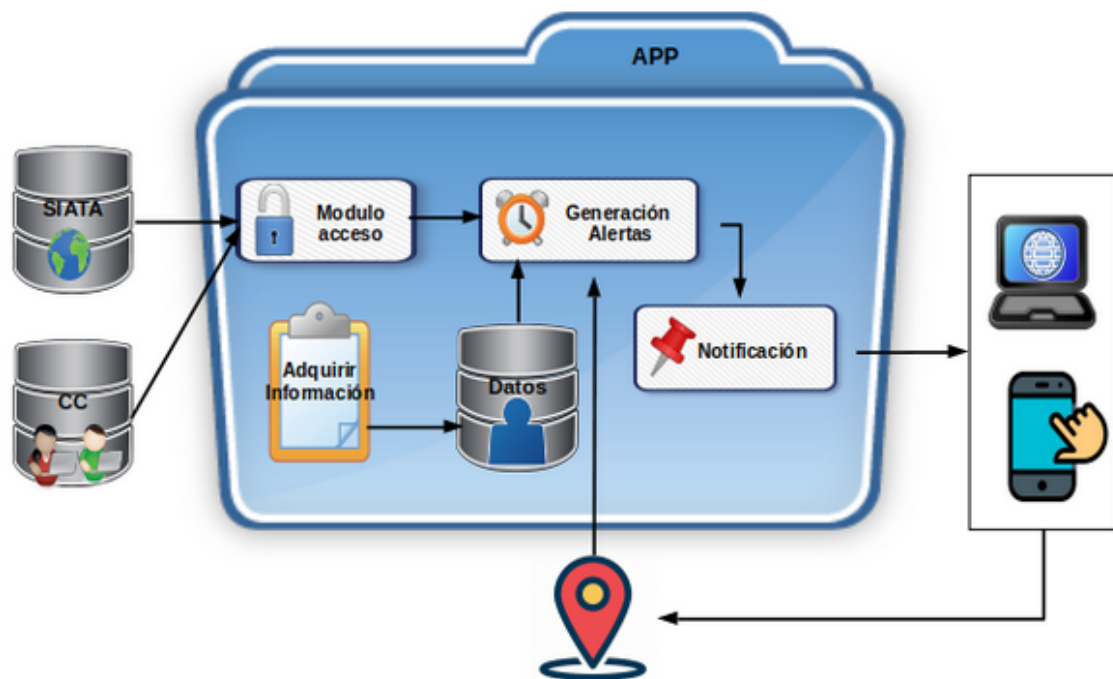 APP
SIATA
Modulo
acceso
Generación
Alertas
Notificación
Adquirir
Información
Datos
CC